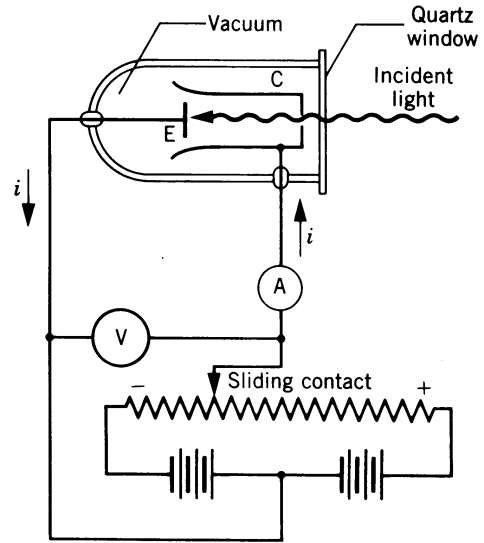 Vacuum
Quartz
window
C
Incident
light
E
i
i
A
V
− Sliding contact +